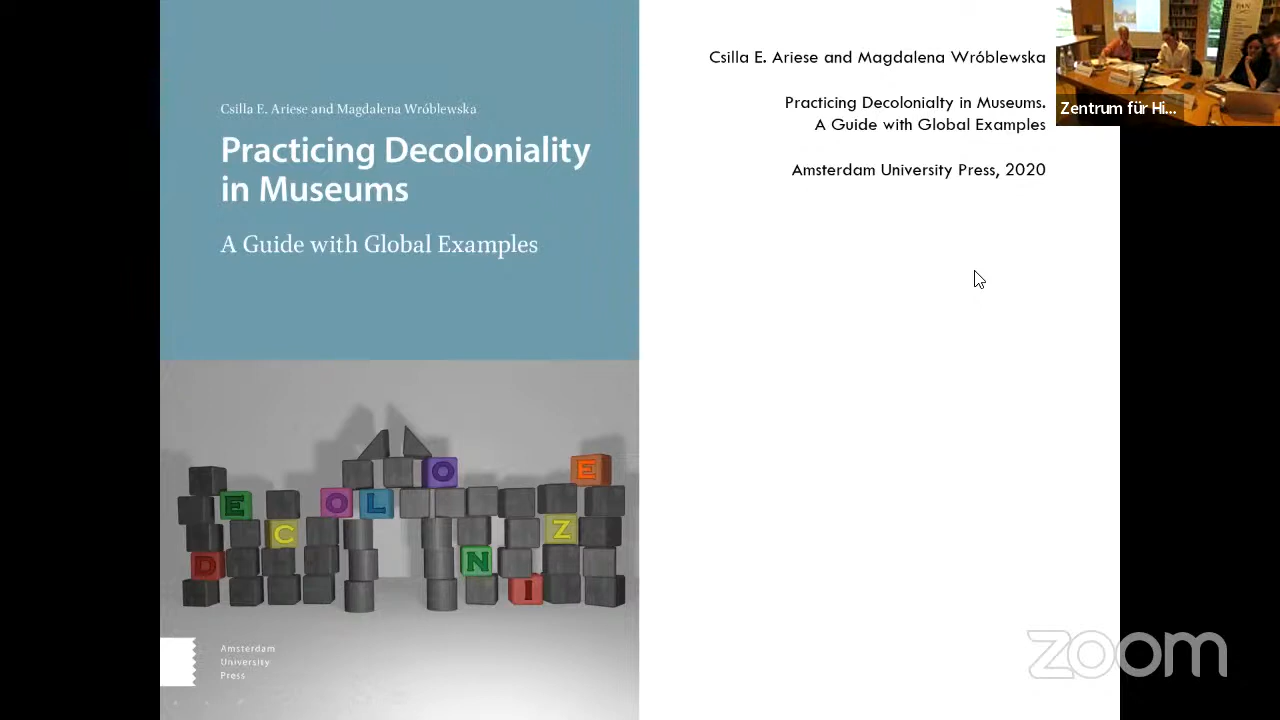 Csilla E. Ariese and Magdalena Wróblewska
Practicing Decoloniality
in Museums
A Guide with Global Examples
E
O
L
O
E
C
Z
D
N
I
Amsterdam
University
Press
Csilla E. Ariese and Magdalena Wróblewska
Practicing Decolonialty in Museums.
A Guide with Global Examples
Amsterdam University Press, 2020
Zentrum für Hi...
zoom